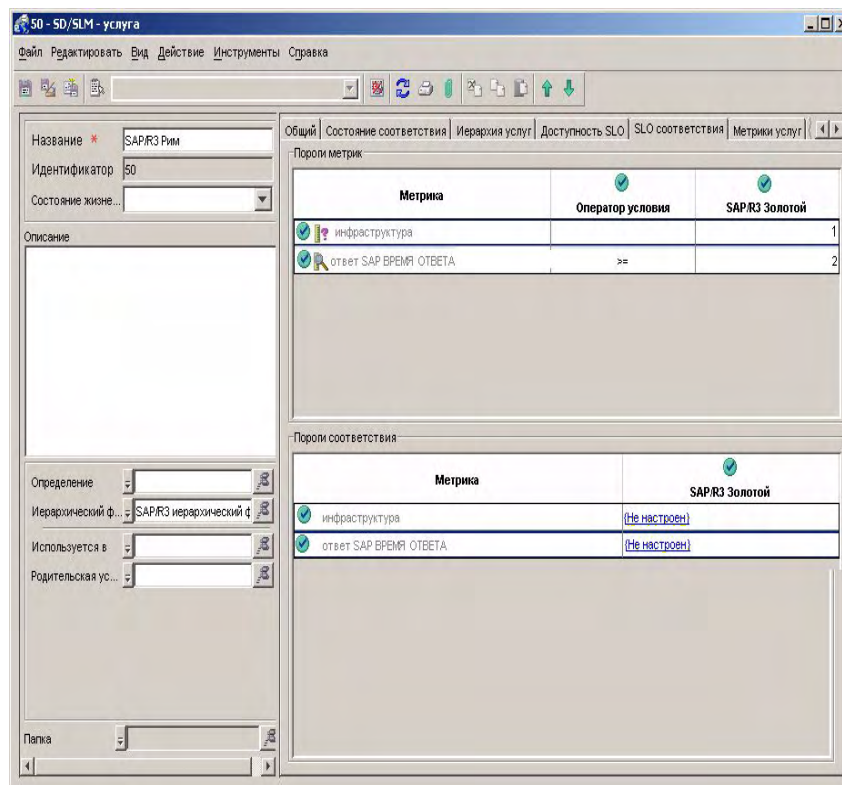 50 - SD/SLM - услуга
Файл Редактировать Вид Действие Инструменты Справка
Название * SAP/R3 Рим
Идентификатор 50
Состояние жизне...
Описание
Определение
Иерархический ф... SAP/R3 иерархический ф
Используется в
Родительская ус...
Папка
Общий Состояние соответствия Иерархия услуг Доступность SLO SLO соответствия Метрики услуг
Пороги метрик
Метрика Оператор условия SAP/R3 Золотой
инфраструктура 1
ответ SAP ВРЕМЯ ОТВЕТА >= 2
Пороги соответствия
Метрика SAP/R3 Золотой
инфраструктура {Не настроен}
ответ SAP ВРЕМЯ ОТВЕТА {Не настроен}